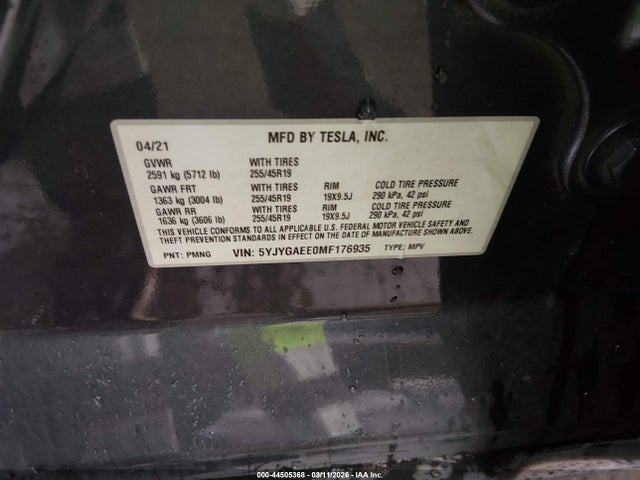 04/21 MFD BY TESLA, INC.
GVWR WITH TIRES
2591 kg (5712 lb) 255/45R19
GAWR FRT WITH TIRES RIM COLD TIRE PRESSURE
1363 kg (3004 lb) 255/45R19 19X9.5J 290 kPa, 42 psi
GAWR RR WITH TIRES RIM COLD TIRE PRESSURE
1636 kg (3606 lb) 255/45R19 19X9.5J 290 kPa, 42 psi
THIS VEHICLE CONFORMS TO ALL APPLICABLE U.S. FEDERAL MOTOR VEHICLE SAFETY AND
THEFT PREVENTION STANDARDS IN EFFECT ON THE DATE OF MANUFACTURE SHOWN ABOVE.
PNT: PMNG VIN: 5YJYGAEE0MF176935 TYPE: MPV
000-44505368 - 03/11/2026 - IAA Inc.